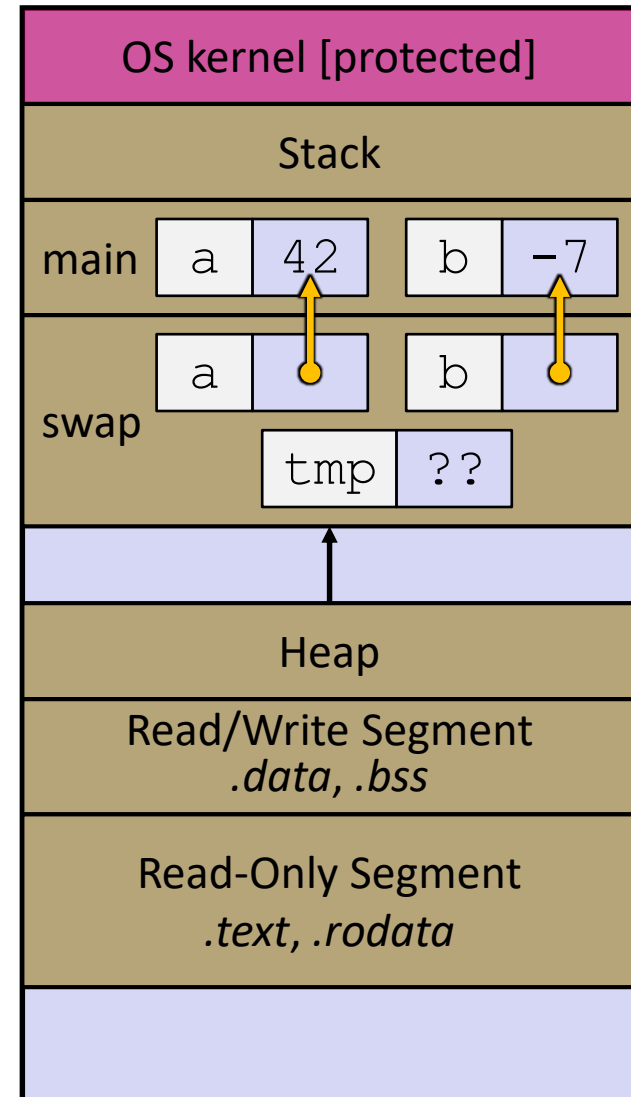 OS kernel [protected]
Stack
main a 42 b -7
a b
swap
tmp ??
Heap
Read/Write Segment
.data, .bss
Read-Only Segment
.text, .rodata